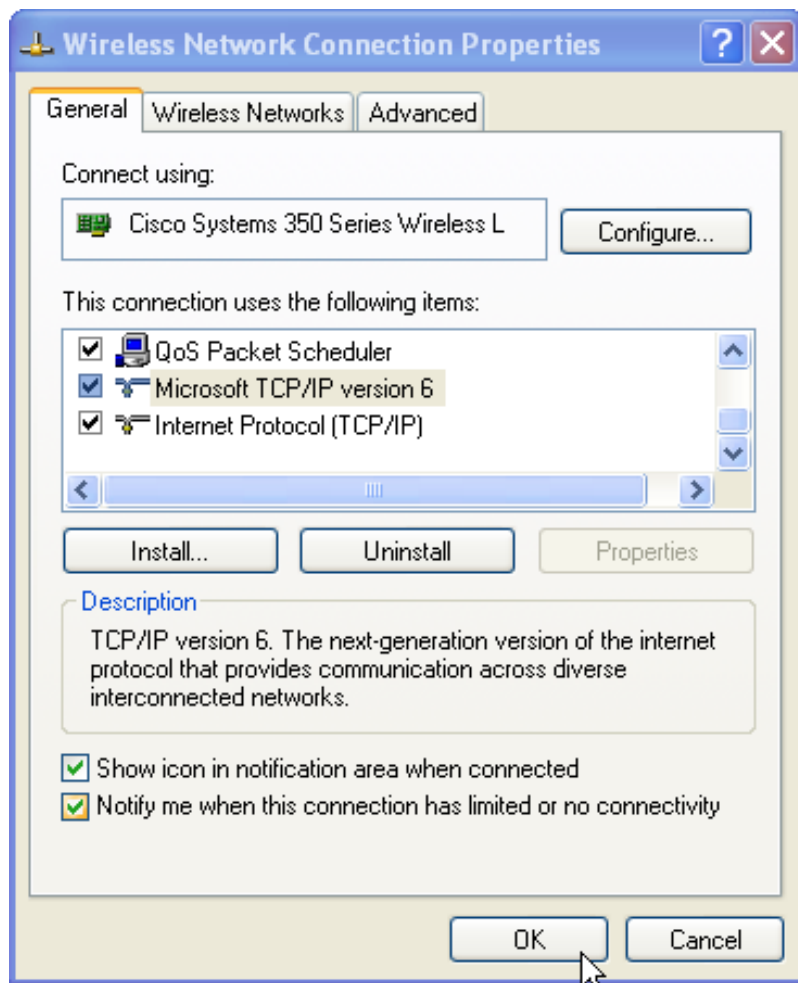 Wireless Network Connection Properties
General Wireless Networks Advanced
Connect using:
Cisco Systems 350 Series Wireless L
Configure...
This connection uses the following items:
QoS Packet Scheduler
Microsoft TCP/IP version 6
Internet Protocol (TCP/IP)
Install... Uninstall Properties
Description
TCP/IP version 6. The next-generation version of the internet
protocol that provides communication across diverse
interconnected networks.
Show icon in notification area when connected
Notify me when this connection has limited or no connectivity
OK Cancel